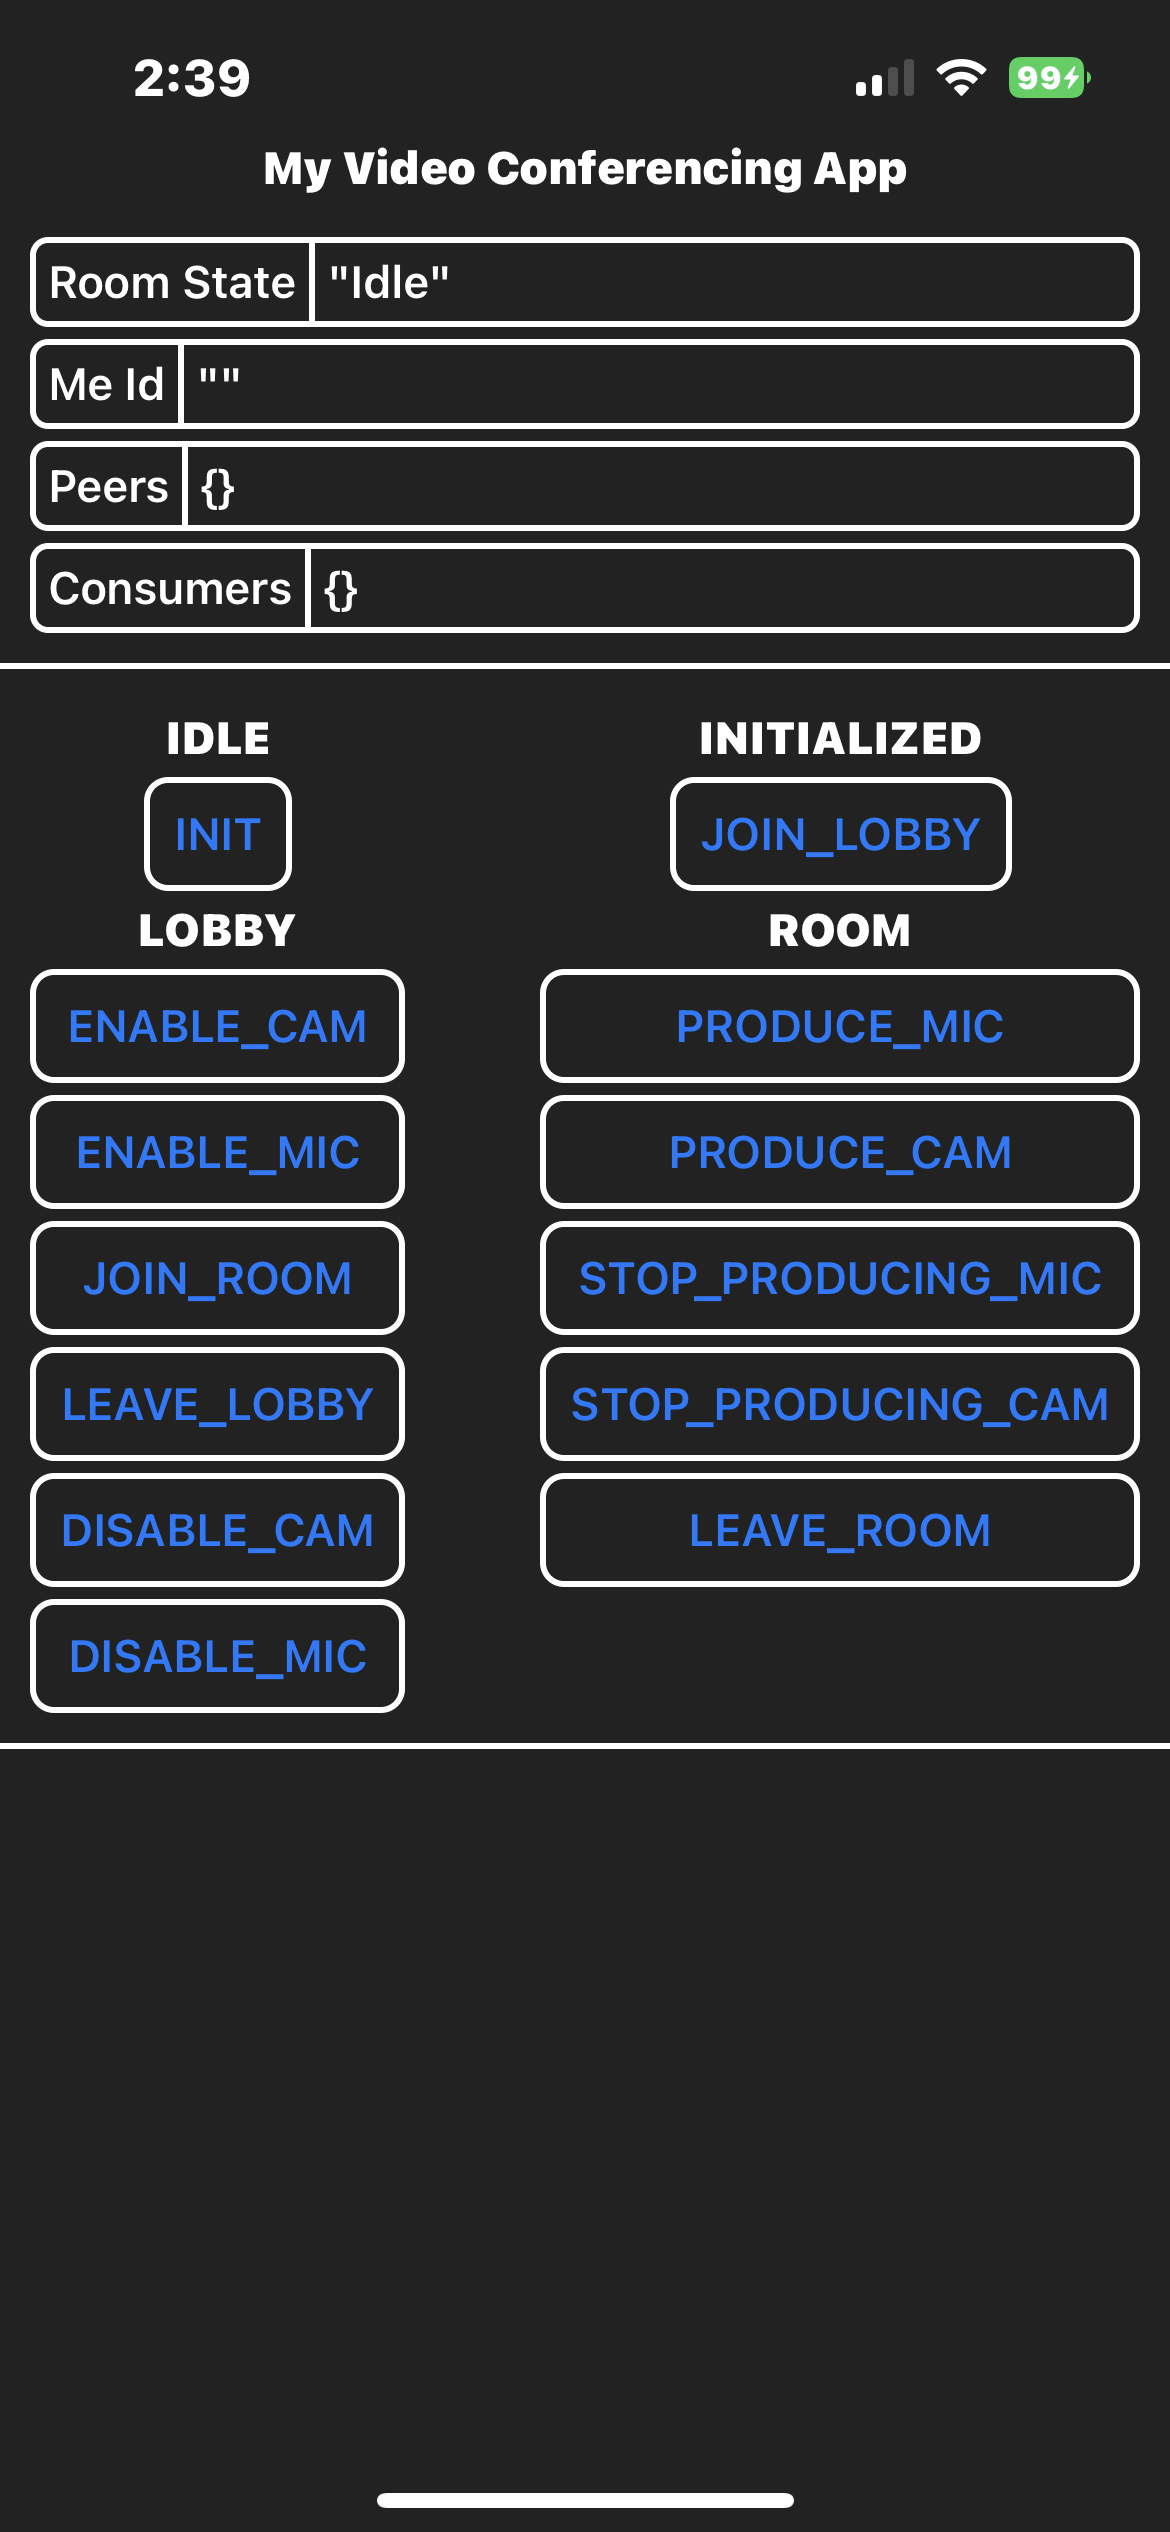 2:39
99
My Video Conferencing App
Room State "Idle"
Me Id ""
Peers {}
Consumers {}
IDLE
INIT
INITIALIZED
JOIN_LOBBY
LOBBY
ENABLE_CAM
ENABLE_MIC
JOIN_ROOM
LEAVE_LOBBY
DISABLE_CAM
DISABLE_MIC
ROOM
PRODUCE_MIC
PRODUCE_CAM
STOP_PRODUCING_MIC
STOP_PRODUCING_CAM
LEAVE_ROOM